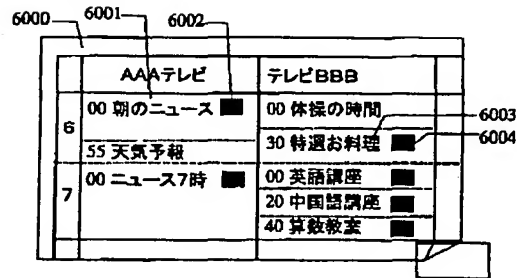 6000
6001
6002
AAAテレビ
テレビBBB
6
00 朝のニュース
00 体操の時間
6003
30 特選お料理
6004
55 天気予報
7
00 ニュース7時
00 英語講座
20 中国語講座
40 算数教室